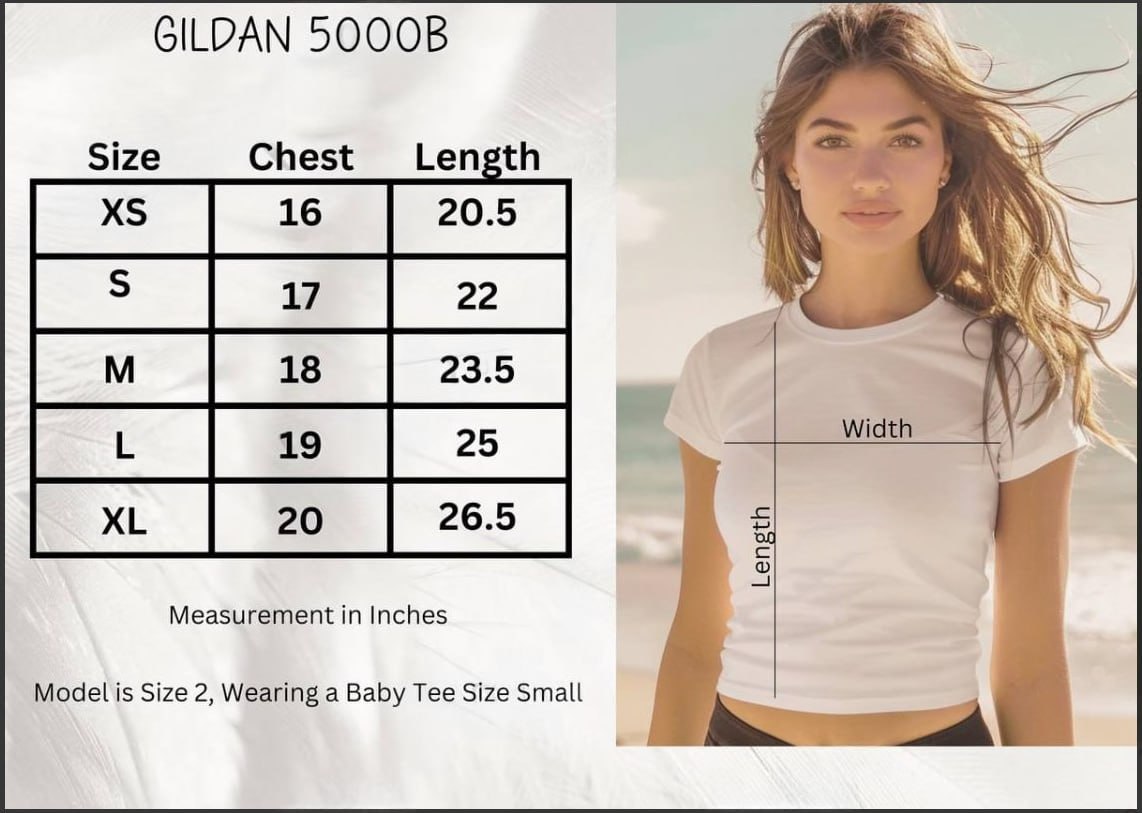 GILDAN 5000B
Size Chest Length
XS 16 20.5
S 17 22
M 18 23.5
L 19 25
XL 20 26.5
Measurement in Inches
Model is Size 2, Wearing a Baby Tee Size Small
Width
Length